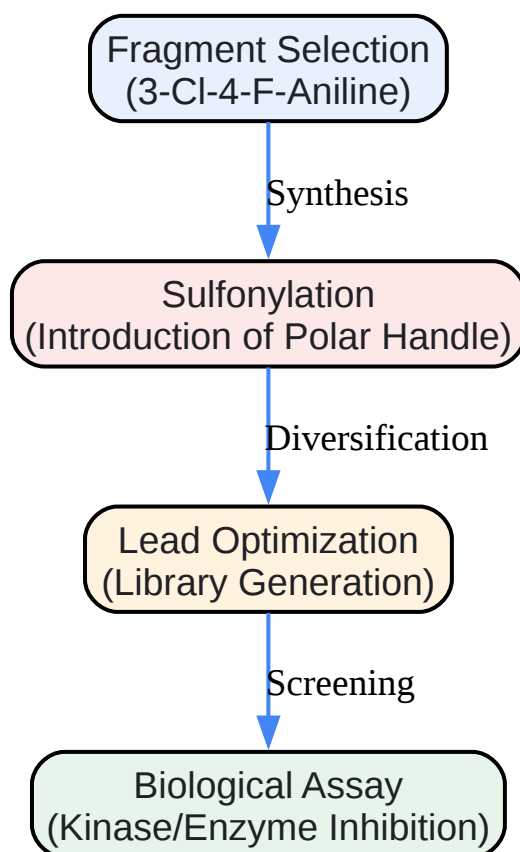 Fragment Selection
(3-Cl-4-F-Aniline)
Synthesis
Sulfonylation
(Introduction of Polar Handle)
Diversification
Lead Optimization
(Library Generation)
Screening
Biological Assay
(Kinase/Enzyme Inhibition)